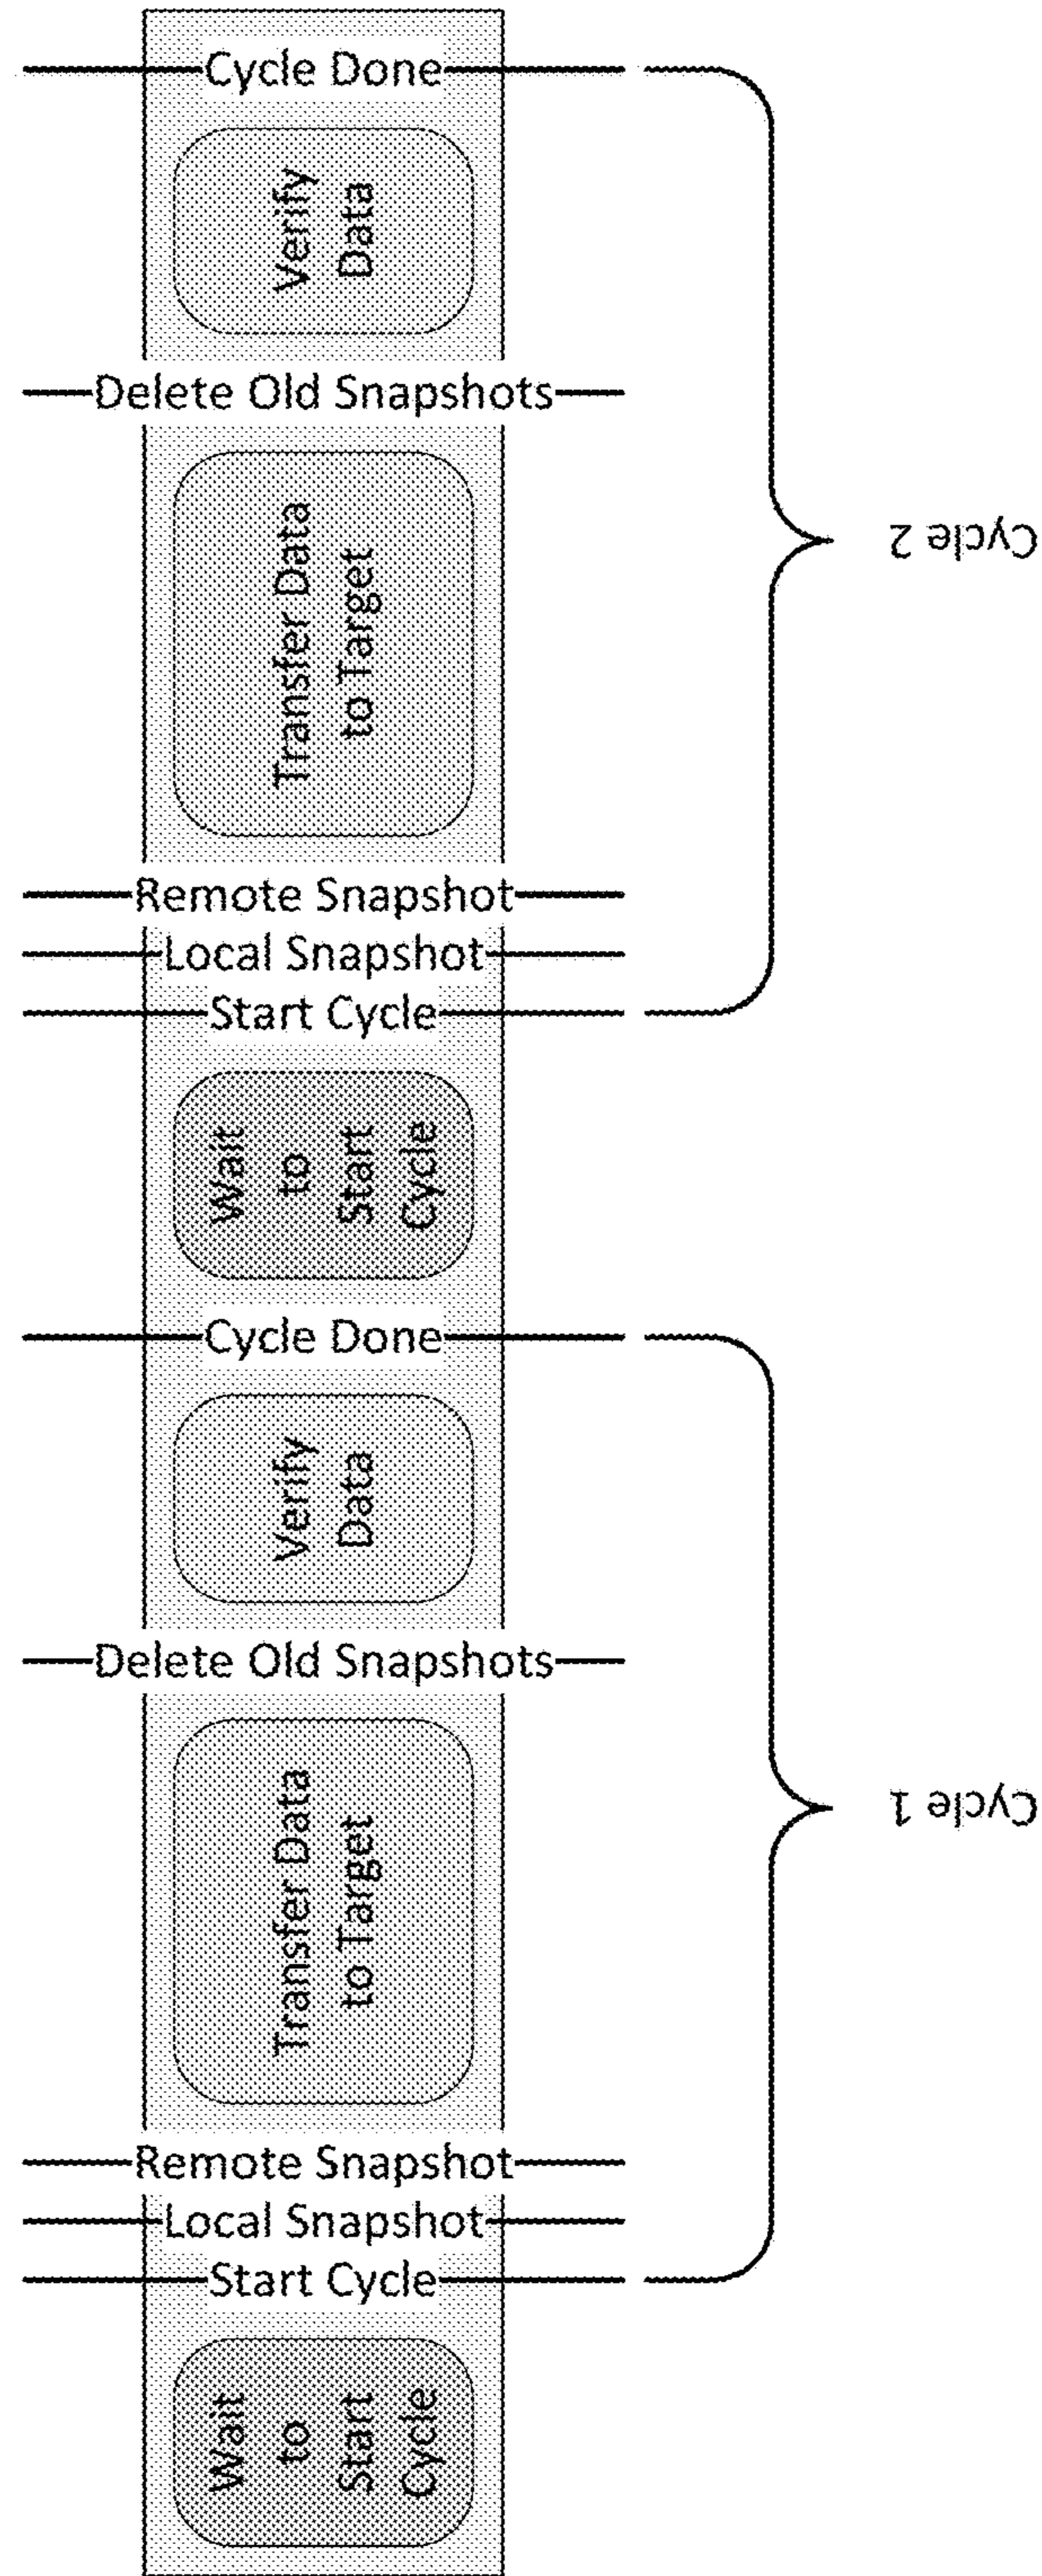 Cycle Done
Verify
Data
Delete Old Snapshots
Transfer Data
to Target
Remote Snapshot
Local Snapshot
Start Cycle
Cycle 2
Wait
to
Start
Cycle
Cycle Done
Verify
Data
Delete Old Snapshots
Transfer Data
to Target
Remote Snapshot
Local Snapshot
Start Cycle
Cycle 1
Wait
to
Start
Cycle